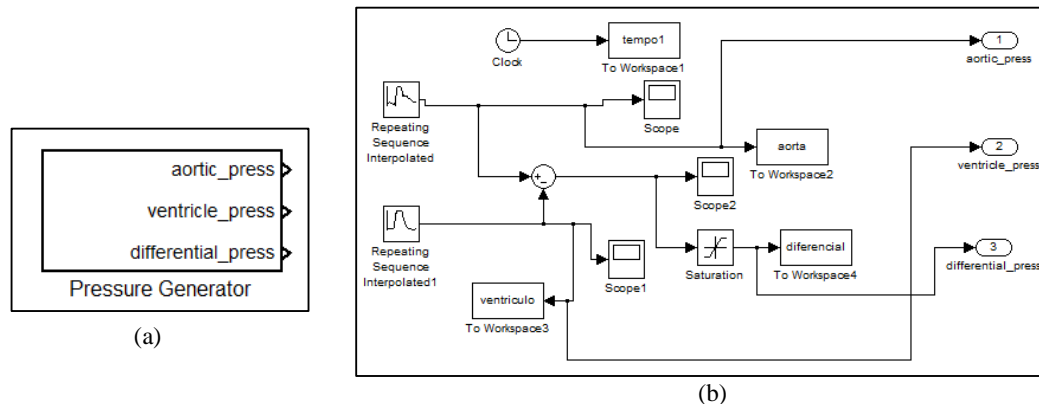 aortic_press
ventricle_press
differential_press
Pressure Generator
(a)
Clock
tempo1
To Workspace1
1
aortic_press
Repeating
Sequence
Interpolated
Scope
aorta
To Workspace2
2
ventricle_press
+
−
Scope2
Repeating
Sequence
Interpolated1
Scope1
Saturation
diferencial
To Workspace4
3
differential_press
ventriculo
To Workspace3
(b)